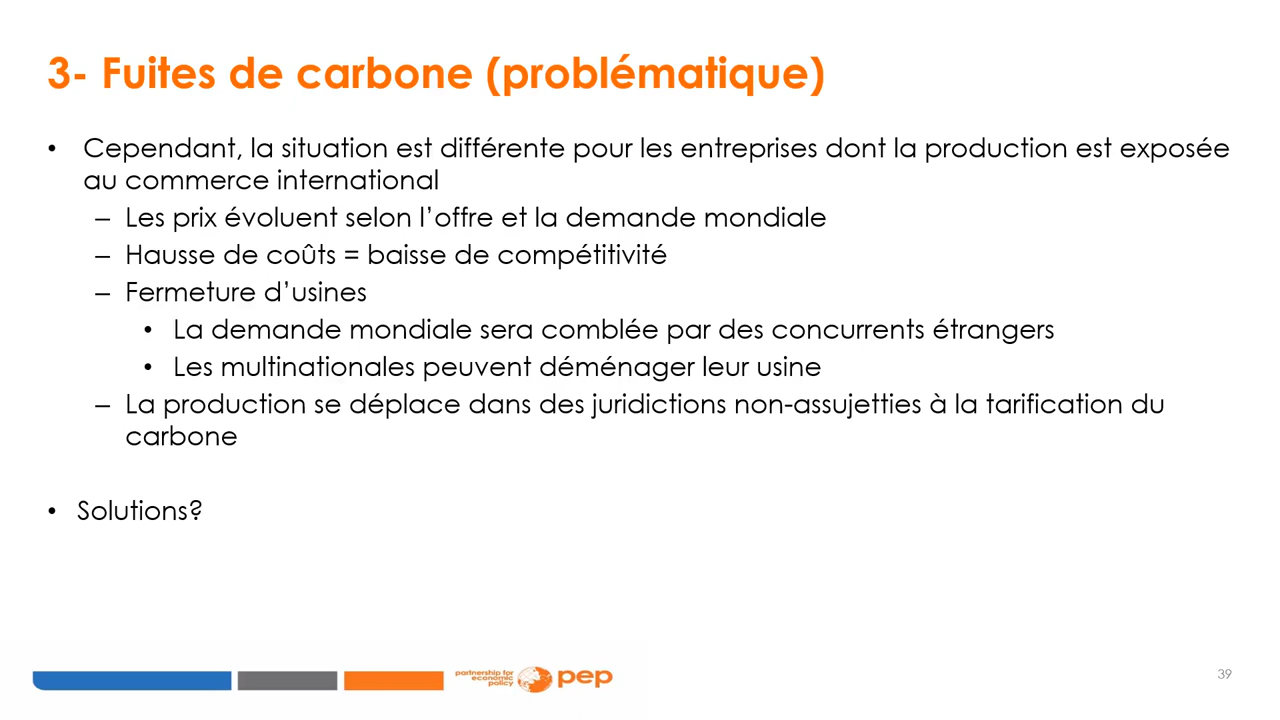 3- Fuites de carbone (problématique)
• Cependant, la situation est différente pour les entreprises dont la production est exposée
au commerce international
– Les prix évoluent selon l’offre et la demande mondiale
– Hausse de coûts = baisse de compétitivité
– Fermeture d’usines
• La demande mondiale sera comblée par des concurrents étrangers
• Les multinationales peuvent déménager leur usine
– La production se déplace dans des juridictions non-assujetties à la tarification du
carbone
• Solutions?
partnership for
economic
policy
pep
39